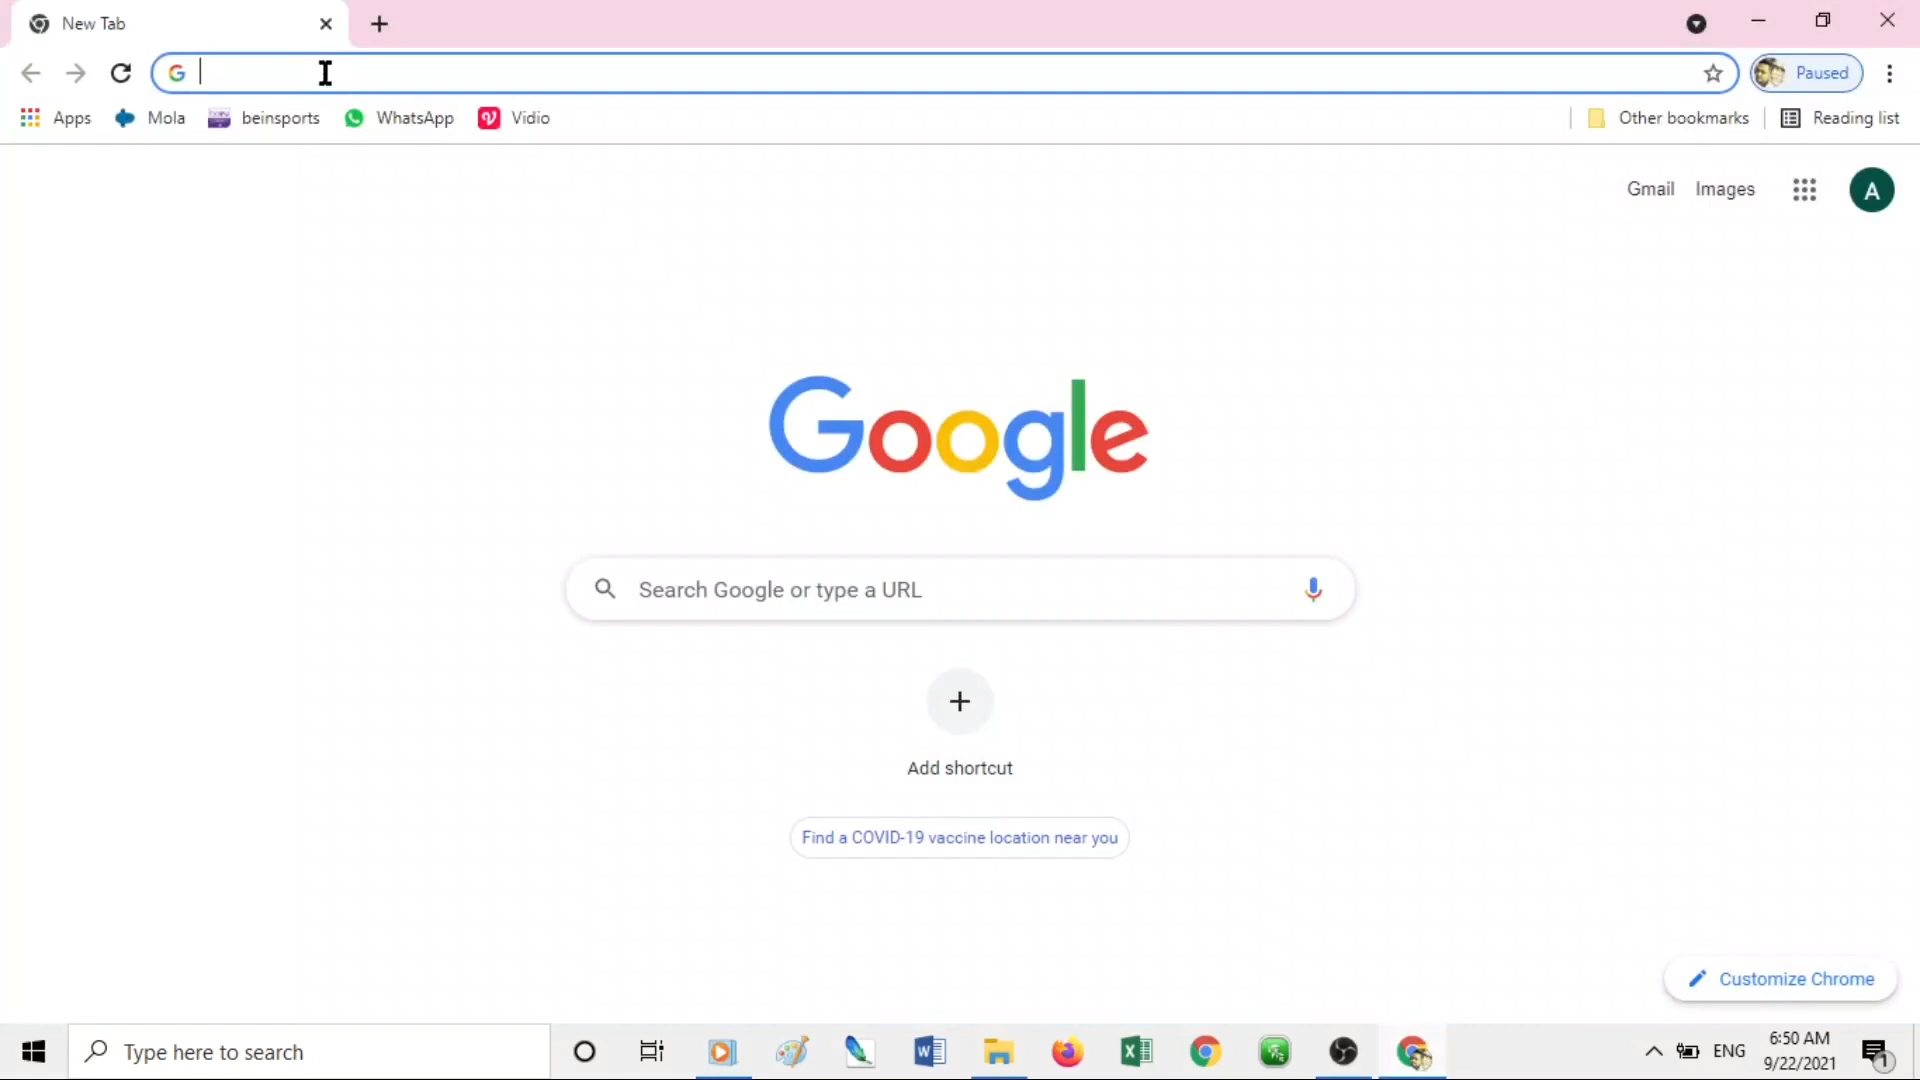 New Tab
Paused
Apps Mola beinsports WhatsApp Vidio Other bookmarks Reading list
Gmail Images A
Google
Search Google or type a URL
Add shortcut
Find a COVID-19 vaccine location near you
Customize Chrome
Type here to search ENG 6:50 AM
9/22/2021 1